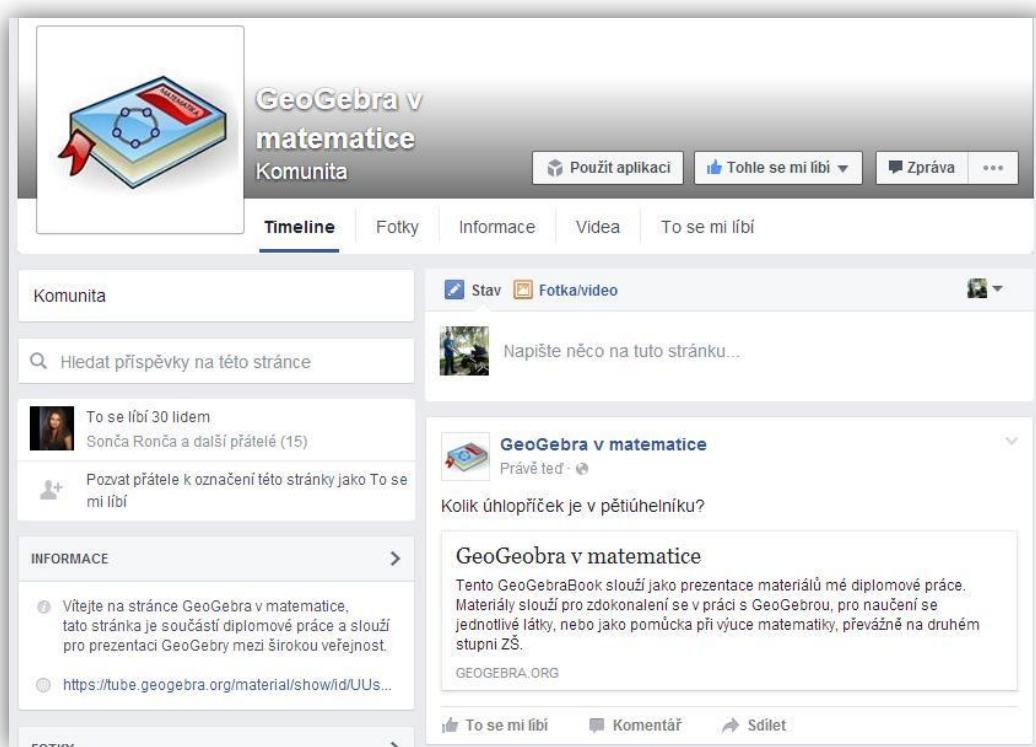 MATEMATIKA
GeoGebra v
matematice
Komunita
Použít aplikaci
Tohle se mi líbí
Zpráva
Timeline
Fotky
Informace
Videa
To se mi líbí
Komunita
Hledat příspěvky na této stránce
To se líbí 30 lidem
Sonča Ronča a další přátelé (15)
Pozvat přátele k označení této stránky jako To se
mi líbí
INFORMACE
Vítejte na stránce GeoGebra v matematice,
tato stránka je součástí diplomové práce a slouží
pro prezentaci GeoGebry mezi širokou veřejnost.
https://tube.geogebra.org/material/show/id/UUs...
FOTKY
Stav
Fotka/video
Napište něco na tuto stránku...
GeoGebra v matematice
Právě teď ·
Kolik úhlopříček je v pětiúhelníku?
GeoGeobra v matematice
Tento GeoGebraBook slouží jako prezentace materiálů mé diplomové práce.
Materiály slouží pro zdokonalení se v práci s GeoGebrou, pro naučení se
jednotlivé látky, nebo jako pomůcka při výuce matematiky, převážně na druhém
stupni ZŠ.
GEOGEBRA.ORG
To se mi líbí
Komentář
Sdílet